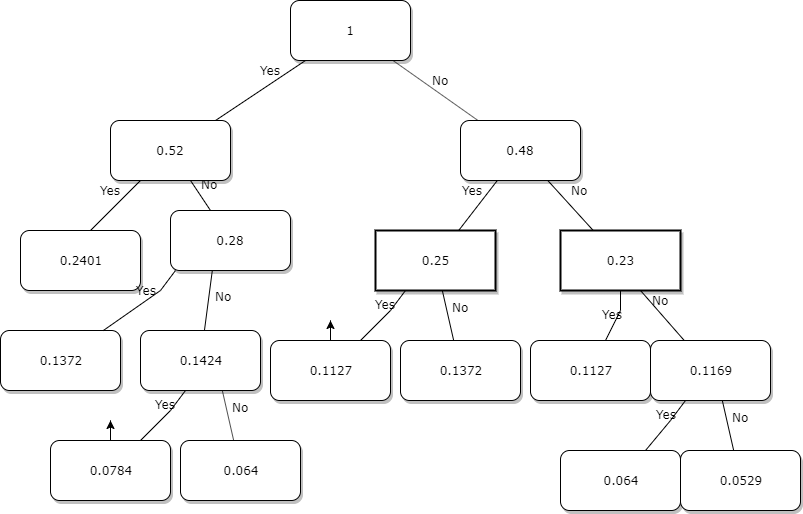 1
Yes
No
0.52
0.48
Yes
No
Yes
No
0.2401
0.28
0.25
0.23
Yes
No
Yes
No
Yes
No
0.1372
0.1424
0.1127
0.1372
0.1127
0.1169
Yes
No
Yes
No
0.0784
0.064
0.064
0.0529